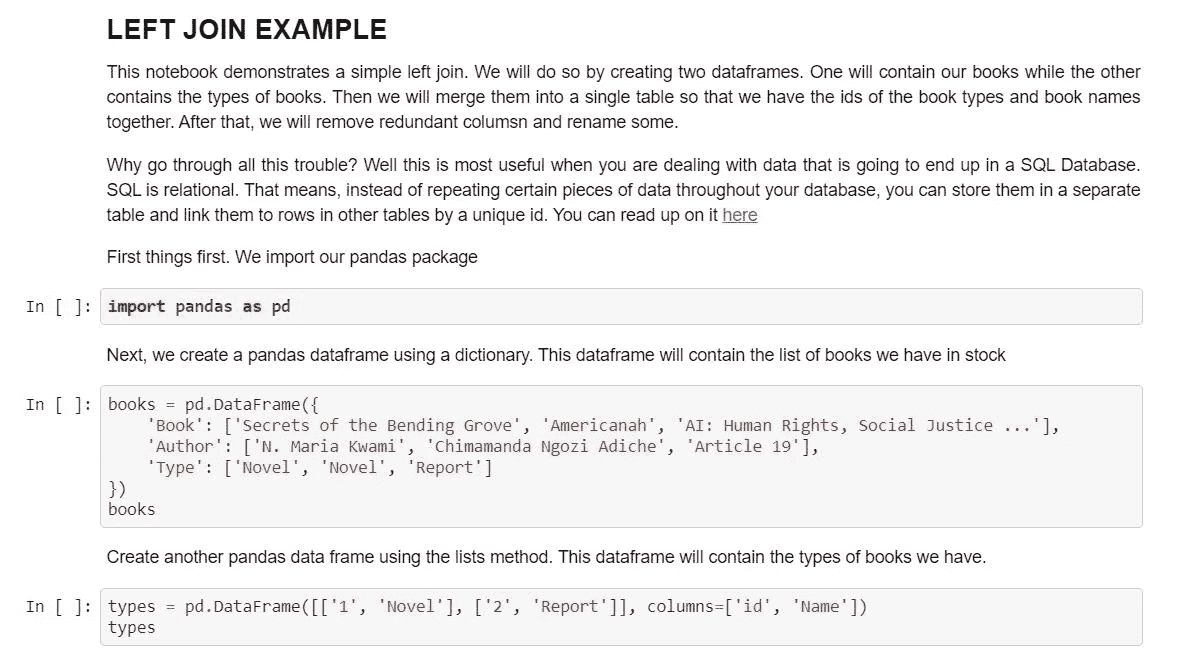 LEFT JOIN EXAMPLE
This notebook demonstrates a simple left join. We will do so by creating two dataframes. One will contain our books while the other
contains the types of books. Then we will merge them into a single table so that we have the ids of the book types and book names
together. After that, we will remove redundant columsn and rename some.
Why go through all this trouble? Well this is most useful when you are dealing with data that is going to end up in a SQL Database.
SQL is relational. That means, instead of repeating certain pieces of data throughout your database, you can store them in a separate
table and link them to rows in other tables by a unique id. You can read up on it here
First things first. We import our pandas package
In [ ]: import pandas as pd
Next, we create a pandas dataframe using a dictionary. This dataframe will contain the list of books we have in stock
In [ ]: books = pd.DataFrame({
'Book': ['Secrets of the Bending Grove', 'Americanah', 'AI: Human Rights, Social Justice ...'],
'Author': ['N. Maria Kwami', 'Chimamanda Ngozi Adiche', 'Article 19'],
'Type': ['Novel', 'Novel', 'Report']
})
books
Create another pandas data frame using the lists method. This dataframe will contain the types of books we have.
In [ ]: types = pd.DataFrame([['1', 'Novel'], ['2', 'Report']], columns=['id', 'Name'])
types